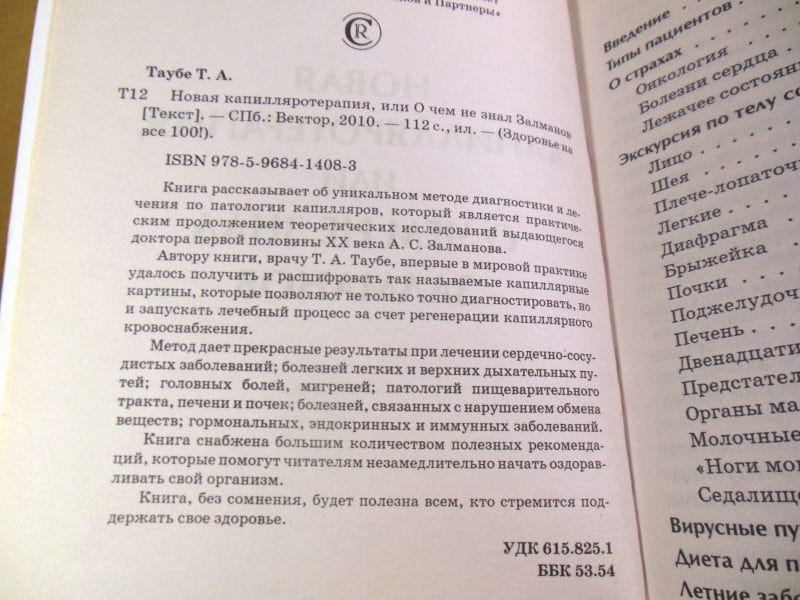 нов и Партнеры»
Таубе Т. А.
Т12 Новая капилляротерапия, или О чем не знал Залманов
[Текст]. — СПб.: Вектор, 2010. — 112 с., ил. — (Здоровье на
все 100!).
ISBN 978-5-9684-1408-3
Книга рассказывает об уникальном методе диагностики и ле-
чения по патологии капилляров, который является практиче-
ским продолжением теоретических исследований выдающегося
доктора первой половины XX века А. С. Залманова.
Автору книги, врачу Т. А. Таубе, впервые в мировой практике
удалось получить и расшифровать так называемые капиллярные
картины, которые позволяют не только точно диагностировать, но
и запускать лечебный процесс за счет регенерации капиллярного
кровоснабжения.
Метод дает прекрасные результаты при лечении сердечно-сосу-
дистых заболеваний; болезней легких и верхних дыхательных пу-
тей; головных болей, мигреней; патологий пищеварительного
тракта, печени и почек; болезней, связанных с нарушением обмена
веществ; гормональных, эндокринных и иммунных заболеваний.
Книга снабжена большим количеством полезных рекоменда-
ций, которые помогут читателям незамедлительно начать оздорав-
ливать свой организм.
Книга, без сомнения, будет полезна всем, кто стремится под-
держать свое здоровье.
УДК 615.825.1
ББК 53.54
Введение
Типы пациентов
О страхах
Онкология
Болезни сердца
Лежачее состоян
Экскурсия по телу со
Лицо
Шея
Плече-лопаточ
Легкие
Диафрагма
Брыжейка
Почки
Поджелудоч
Печень
Двенадцати
Предстател
Органы ма
Молочные
«Ноги мо
Седалищ
Вирусные пу
Диета для п
Летние забо